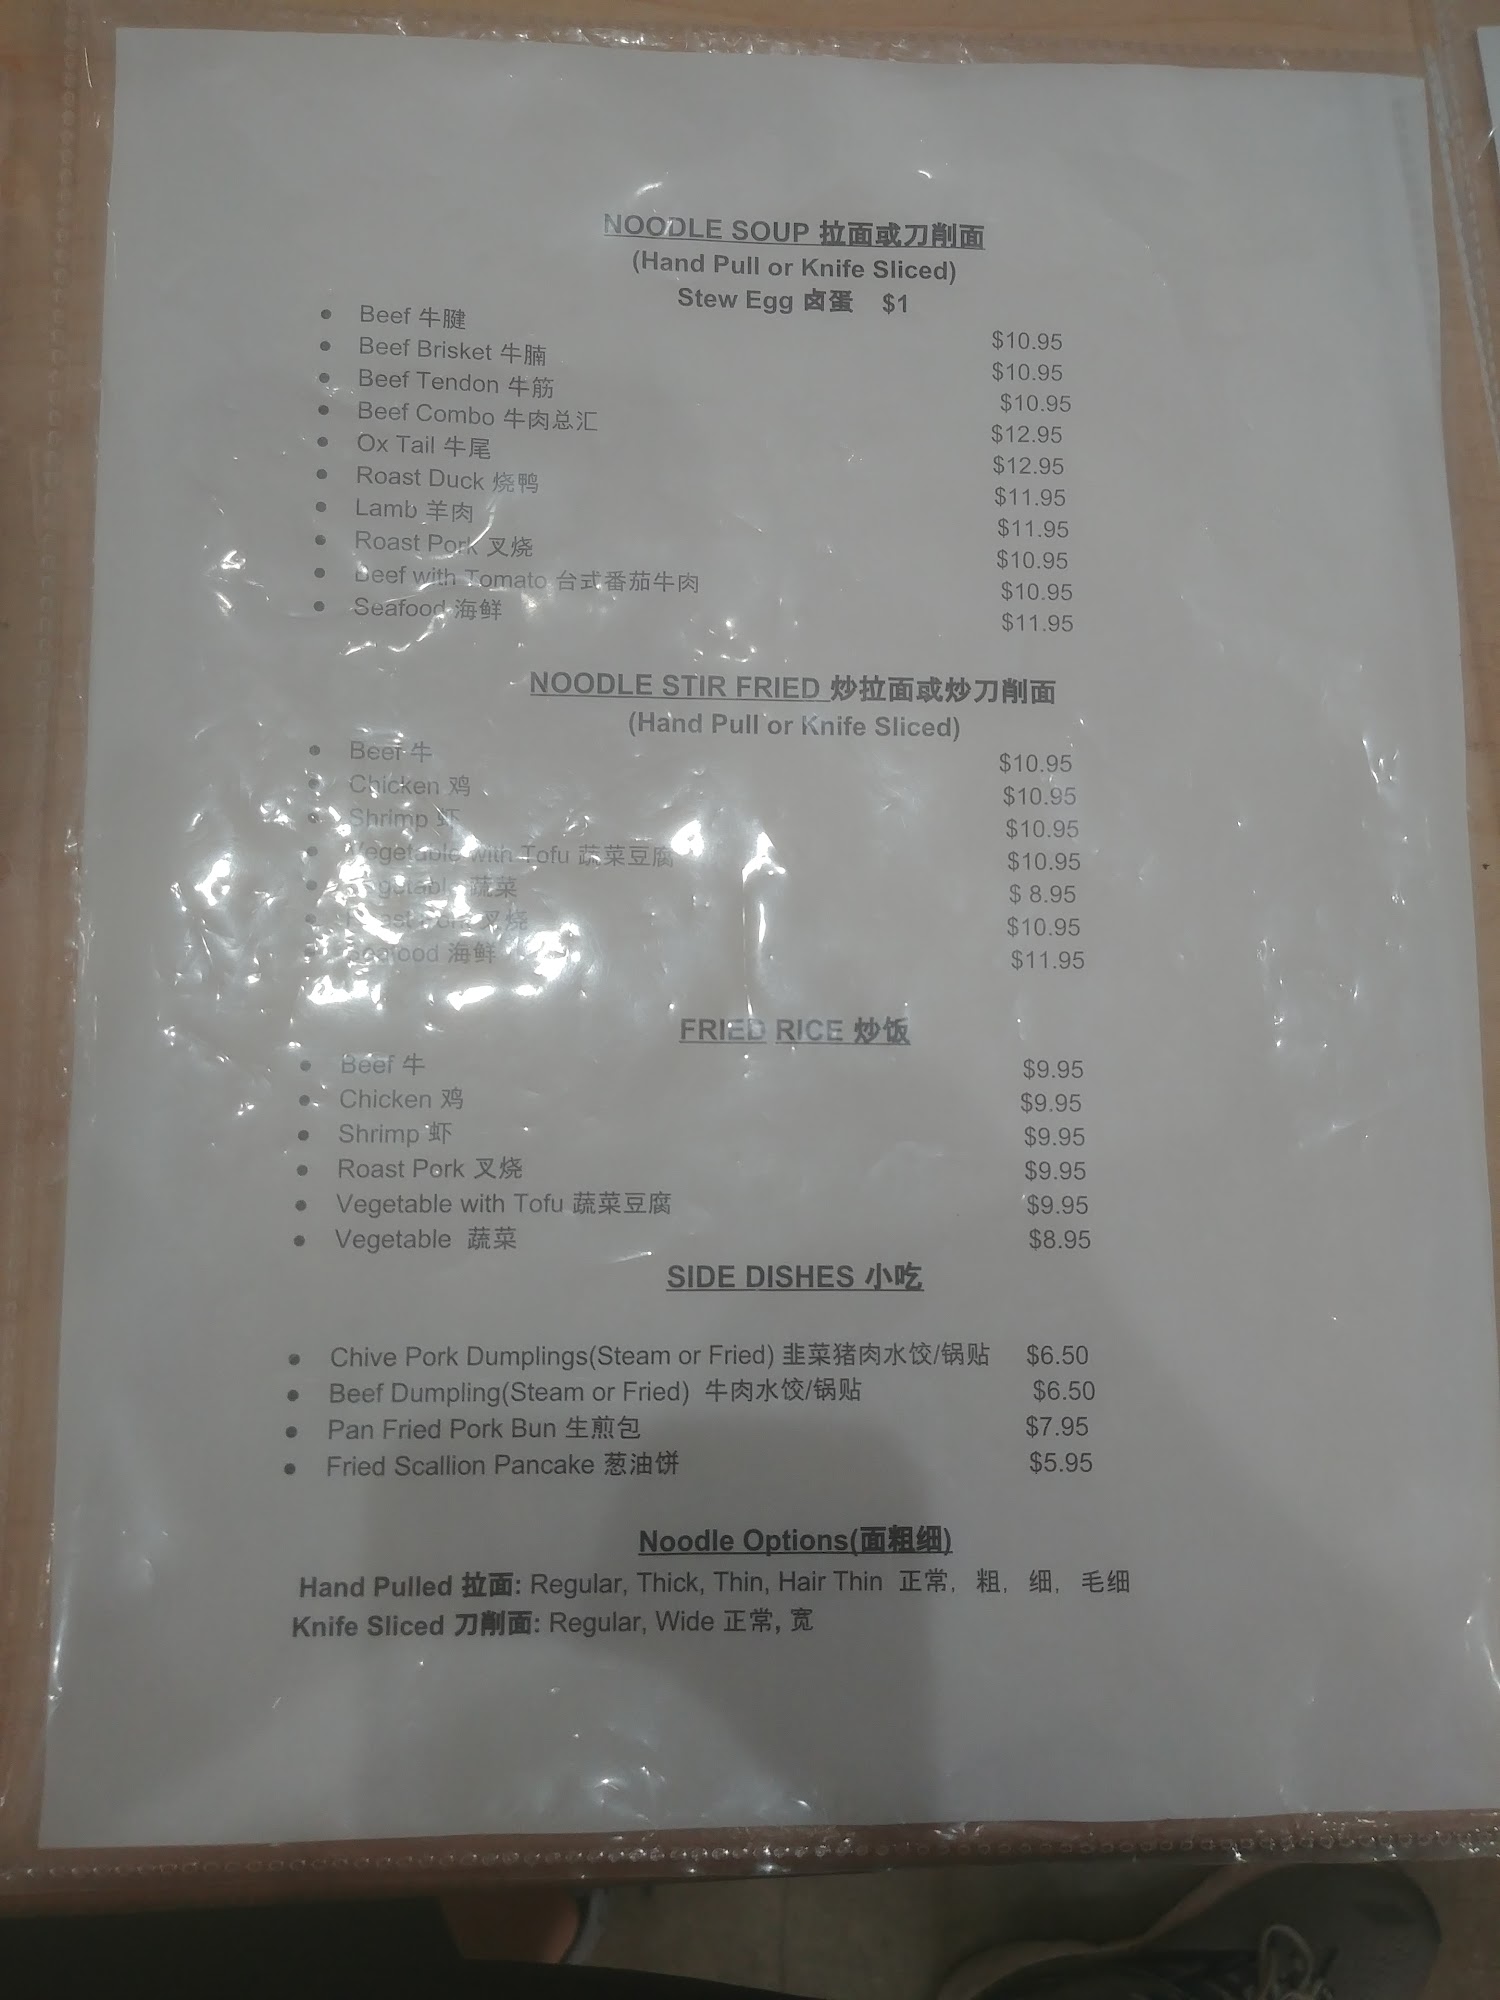 NOODLE SOUP 拉面或刀削面
(Hand Pull or Knife Sliced)
Stew Egg 卤蛋 $1
• Beef 牛腱 $10.95
• Beef Brisket 牛腩 $10.95
• Beef Tendon 牛筋 $10.95
• Beef Combo 牛肉总汇 $12.95
• Ox Tail 牛尾 $12.95
• Roast Duck 烧鸭 $11.95
• Lamb 羊肉 $11.95
• Roast Pork 叉烧 $10.95
• Beef with Tomato 台式番茄牛肉 $10.95
• Seafood 海鲜 $11.95
NOODLE STIR FRIED 炒拉面或炒刀削面
(Hand Pull or Knife Sliced)
• Beef 牛 $10.95
• Chicken 鸡 $10.95
• Shrimp 虾 $10.95
• Vegetable with Tofu 蔬菜豆腐 $10.95
• Vegetable 蔬菜 $ 8.95
• Roast Pork 叉烧 $10.95
• Seafood 海鲜 $11.95
FRIED RICE 炒饭
• Beef 牛 $9.95
• Chicken 鸡 $9.95
• Shrimp 虾 $9.95
• Roast Pork 叉烧 $9.95
• Vegetable with Tofu 蔬菜豆腐 $9.95
• Vegetable 蔬菜 $8.95
SIDE DISHES 小吃
• Chive Pork Dumplings(Steam or Fried) 韭菜猪肉水饺/锅贴 $6.50
• Beef Dumpling(Steam or Fried) 牛肉水饺/锅贴 $6.50
• Pan Fried Pork Bun 生煎包 $7.95
• Fried Scallion Pancake 葱油饼 $5.95
Noodle Options(面粗细)
Hand Pulled 拉面: Regular, Thick, Thin, Hair Thin 正常, 粗, 细, 毛细
Knife Sliced 刀削面: Regular, Wide 正常, 宽